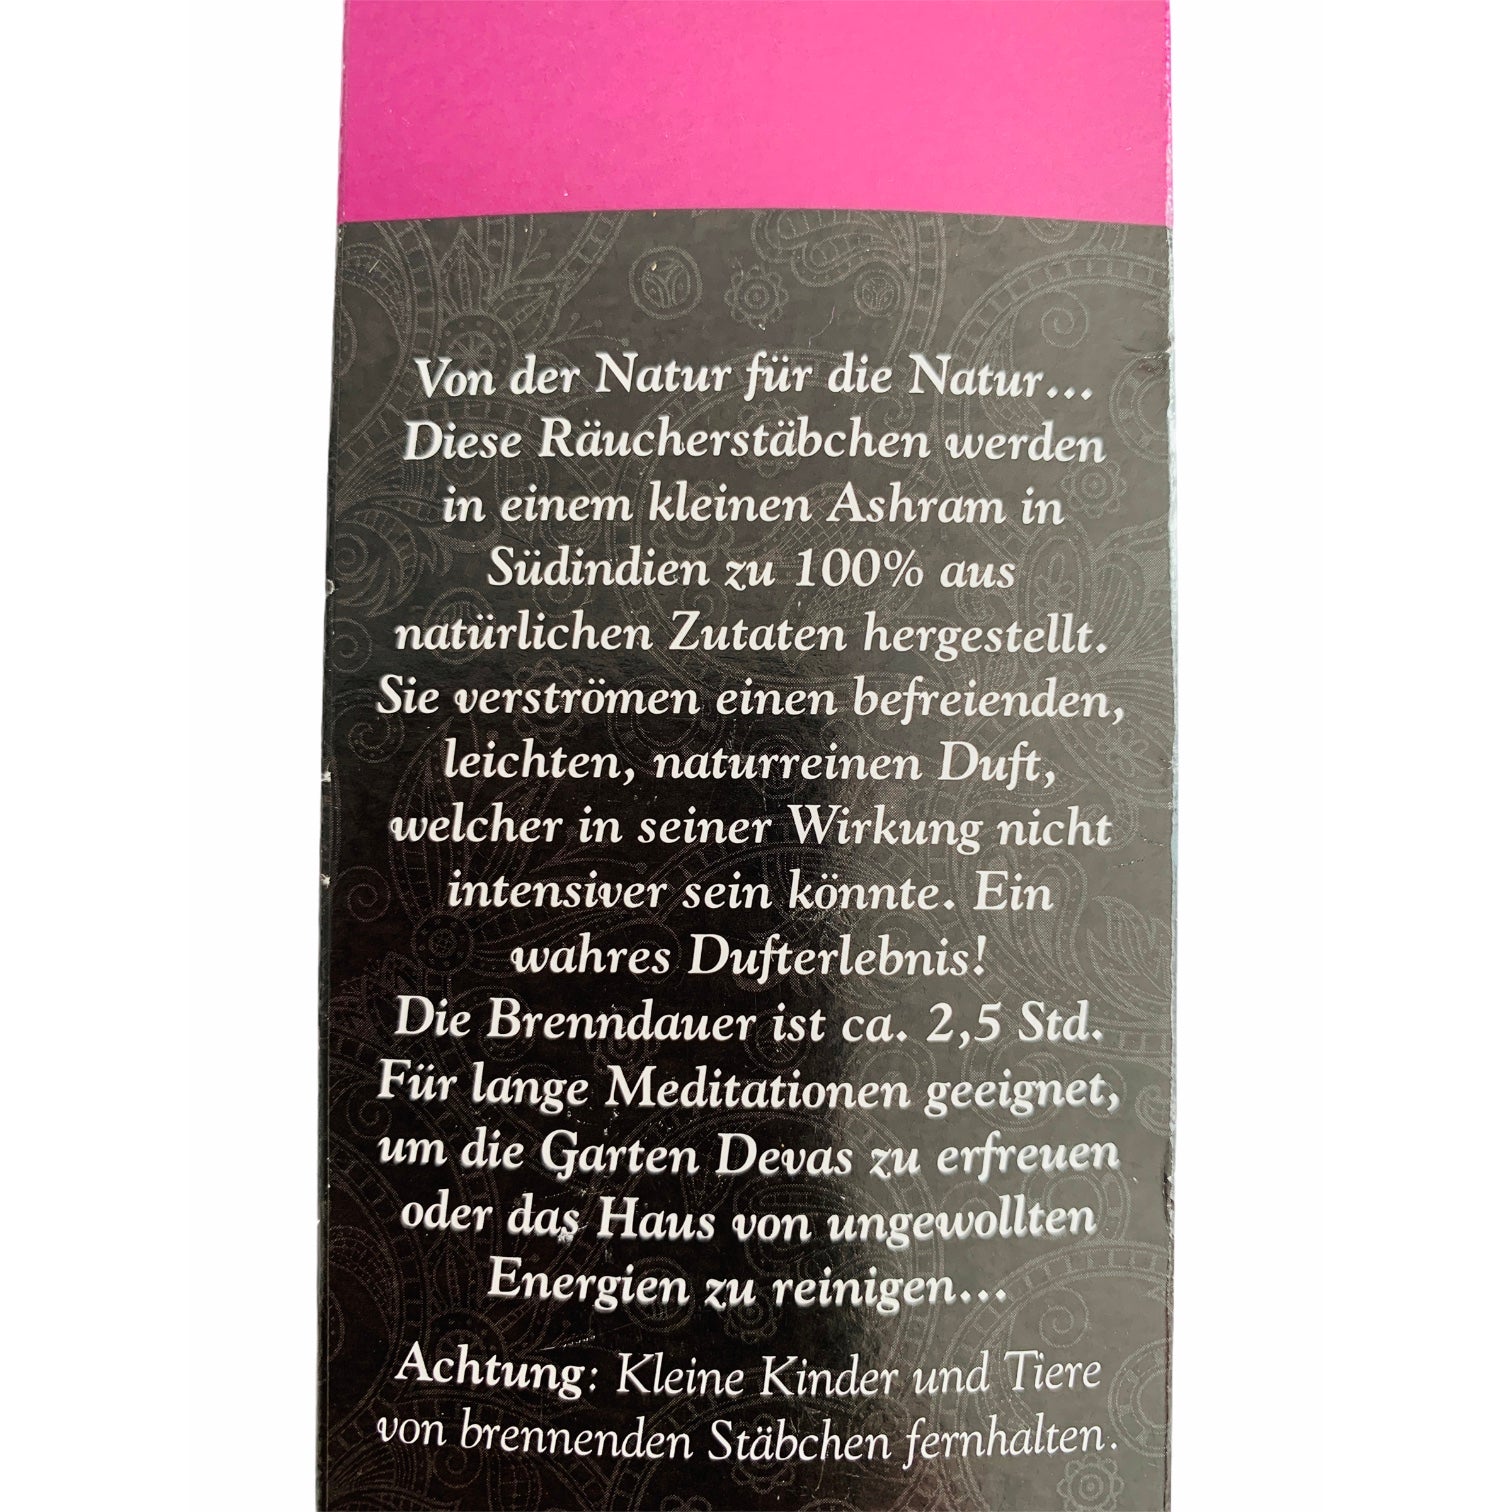 Von der Natur für die Natur...
Diese Räucherstäbchen werden
in einem kleinen Ashram in
Südindien zu 100% aus
natürlichen Zutaten hergestellt.
Sie verströmen einen befreienden,
leichten, naturreinen Duft,
welcher in seiner Wirkung nicht
intensiver sein könnte. Ein
wahres Dufterlebnis!
Die Brenndauer ist ca. 2,5 Std.
Für lange Meditationen geeignet,
um die Garten Devas zu erfreuen
oder das Haus von ungewollten
Energien zu reinigen...
Achtung: Kleine Kinder und Tiere
von brennenden Stäbchen fernhalten.